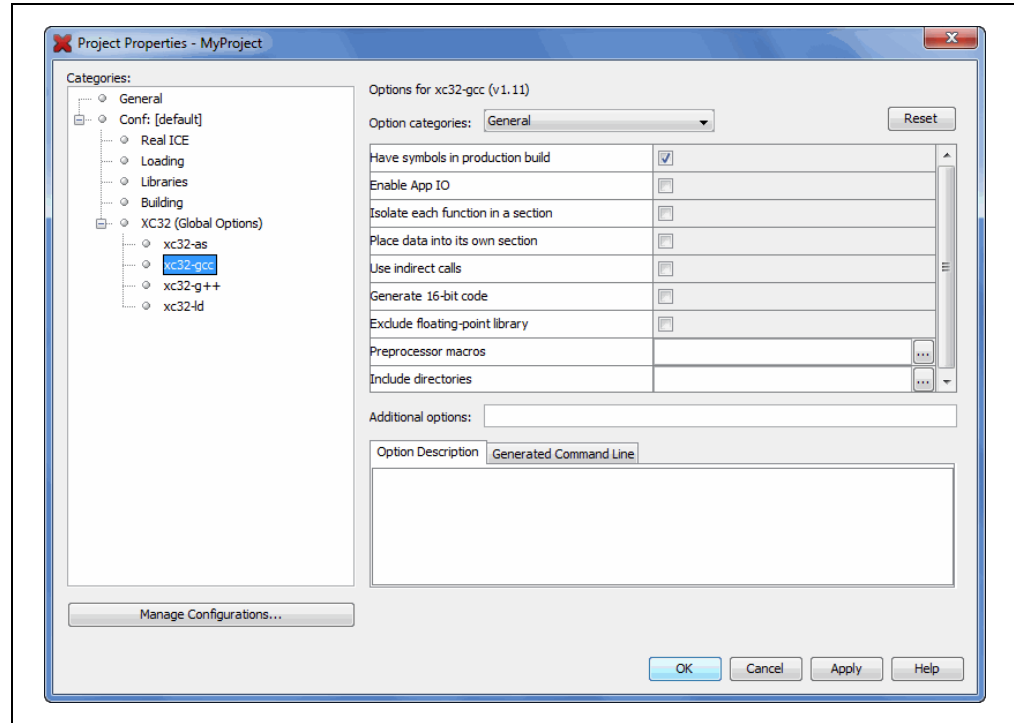 Project Properties - MyProject
Categories:
General
Conf: [default]
Real ICE
Loading
Libraries
Building
XC32 (Global Options)
xc32-as
xc32-gcc
xc32-g++
xc32-ld
Manage Configurations...
Options for xc32-gcc (v1.11)
Option categories: General
Reset
Have symbols in production build
Enable App IO
Isolate each function in a section
Place data into its own section
Use indirect calls
Generate 16-bit code
Exclude floating-point library
Preprocessor macros ...
Include directories ...
Additional options:
Option Description Generated Command Line
OK Cancel Apply Help